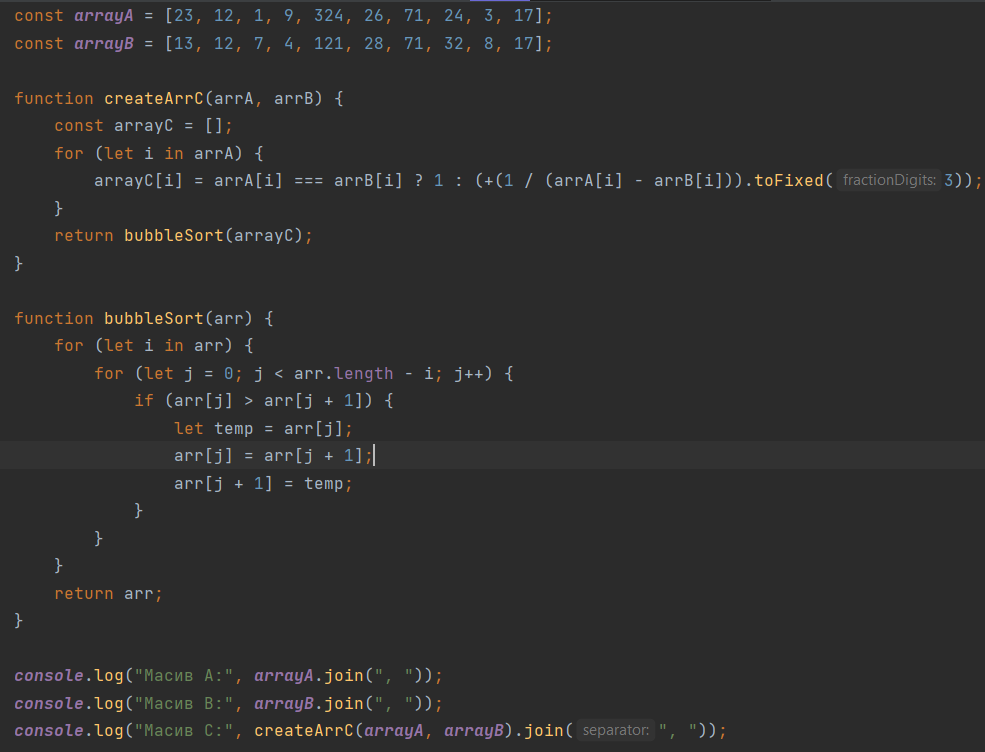 const arrayA = [23, 12, 1, 9, 324, 26, 71, 24, 3, 17];
const arrayB = [13, 12, 7, 4, 121, 28, 71, 32, 8, 17];
function createArrC(arrA, arrB) {
    const arrayC = [];
    for (let i in arrA) {
        arrayC[i] = arrA[i] === arrB[i] ? 1 : (+(1 / (arrA[i] - arrB[i])).toFixed( fractionDigits: 3));
    }
    return bubbleSort(arrayC);
}
function bubbleSort(arr) {
    for (let i in arr) {
        for (let j = 0; j < arr.length - i; j++) {
            if (arr[j] > arr[j + 1]) {
                let temp = arr[j];
                arr[j] = arr[j + 1];
                arr[j + 1] = temp;
            }
        }
    }
    return arr;
}
console.log("Масив A:", arrayA.join(", "));
console.log("Масив B:", arrayB.join(", "));
console.log("Масив C:", createArrC(arrayA, arrayB).join( separator: ", "));